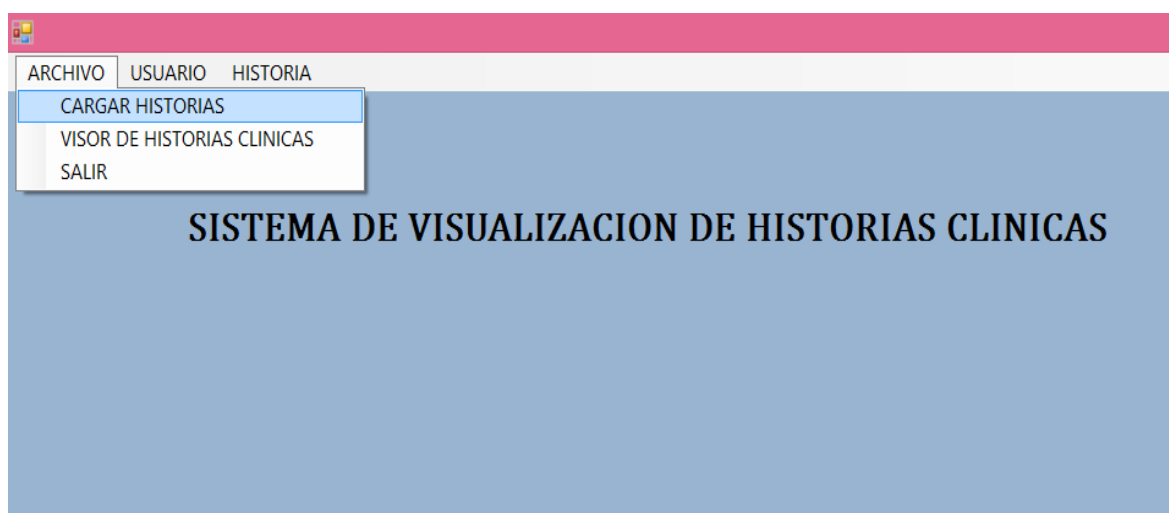 ARCHIVO USUARIO HISTORIA
CARGAR HISTORIAS
VISOR DE HISTORIAS CLINICAS
SALIR
SISTEMA DE VISUALIZACION DE HISTORIAS CLINICAS